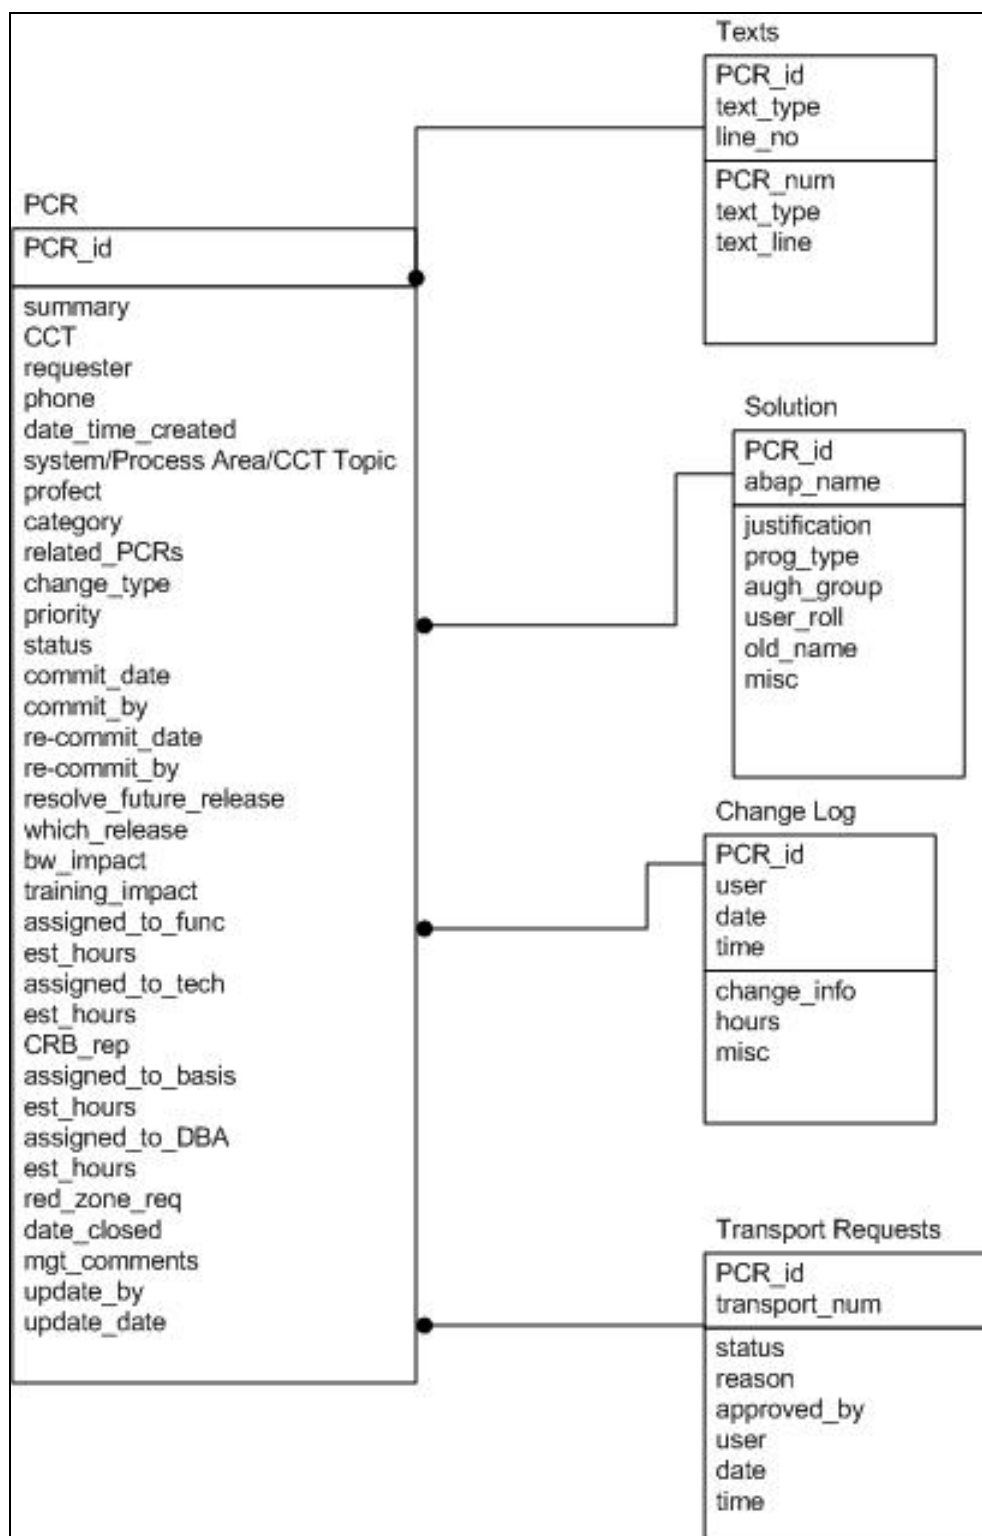 PCR
PCR_id
summary
CCT
requester
phone
date_time_created
system/Process Area/CCT Topic
profect
category
related_PCRs
change_type
priority
status
commit_date
commit_by
re-commit_date
re-commit_by
resolve_future_release
which_release
bw_impact
training_impact
assigned_to_func
est_hours
assigned_to_tech
est_hours
CRB_rep
assigned_to_basis
est_hours
assigned_to_DBA
est_hours
red_zone_req
date_closed
mgt_comments
update_by
update_date
Texts
PCR_id
text_type
line_no
PCR_num
text_type
text_line
Solution
PCR_id
abap_name
justification
prog_type
augh_group
user_roll
old_name
misc
Change Log
PCR_id
user
date
time
change_info
hours
misc
Transport Requests
PCR_id
transport_num
status
reason
approved_by
user
date
time